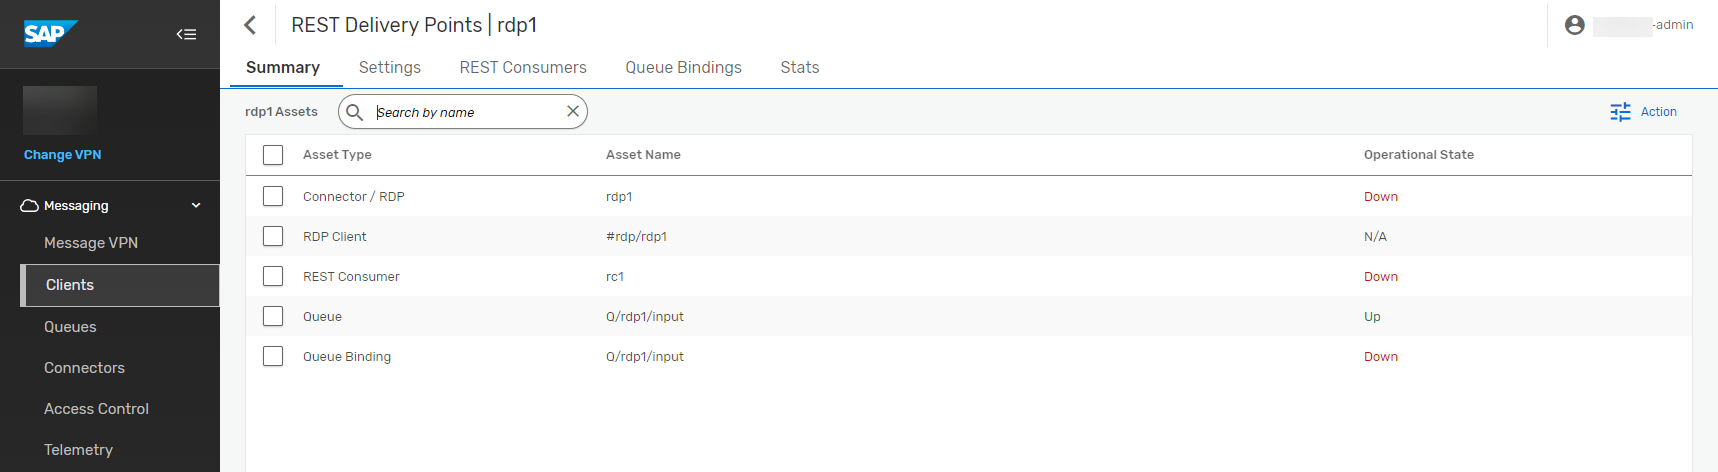 SAP
REST Delivery Points | rdp1
-admin
Summary Settings REST Consumers Queue Bindings Stats
rdp1 Assets Search by name Action
Change VPN
Asset Type Asset Name Operational State
Connector / RDP rdp1 Down
RDP Client #rdp/rdp1 N/A
REST Consumer rc1 Down
Queue Q/rdp1/input Up
Queue Binding Q/rdp1/input Down
Messaging
Message VPN
Clients
Queues
Connectors
Access Control
Telemetry